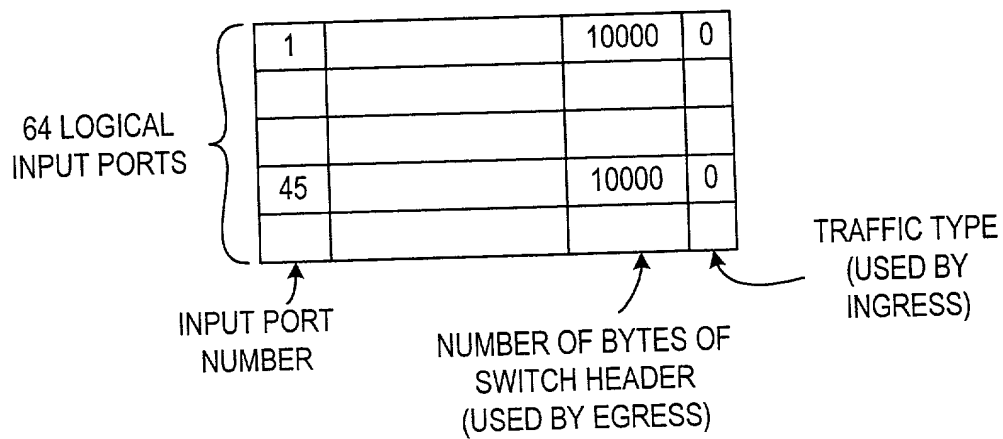 1 10000 0
64 LOGICAL
INPUT PORTS
45 10000 0
INPUT PORT
NUMBER
NUMBER OF BYTES OF
SWITCH HEADER
(USED BY EGRESS)
TRAFFIC TYPE
(USED BY
INGRESS)